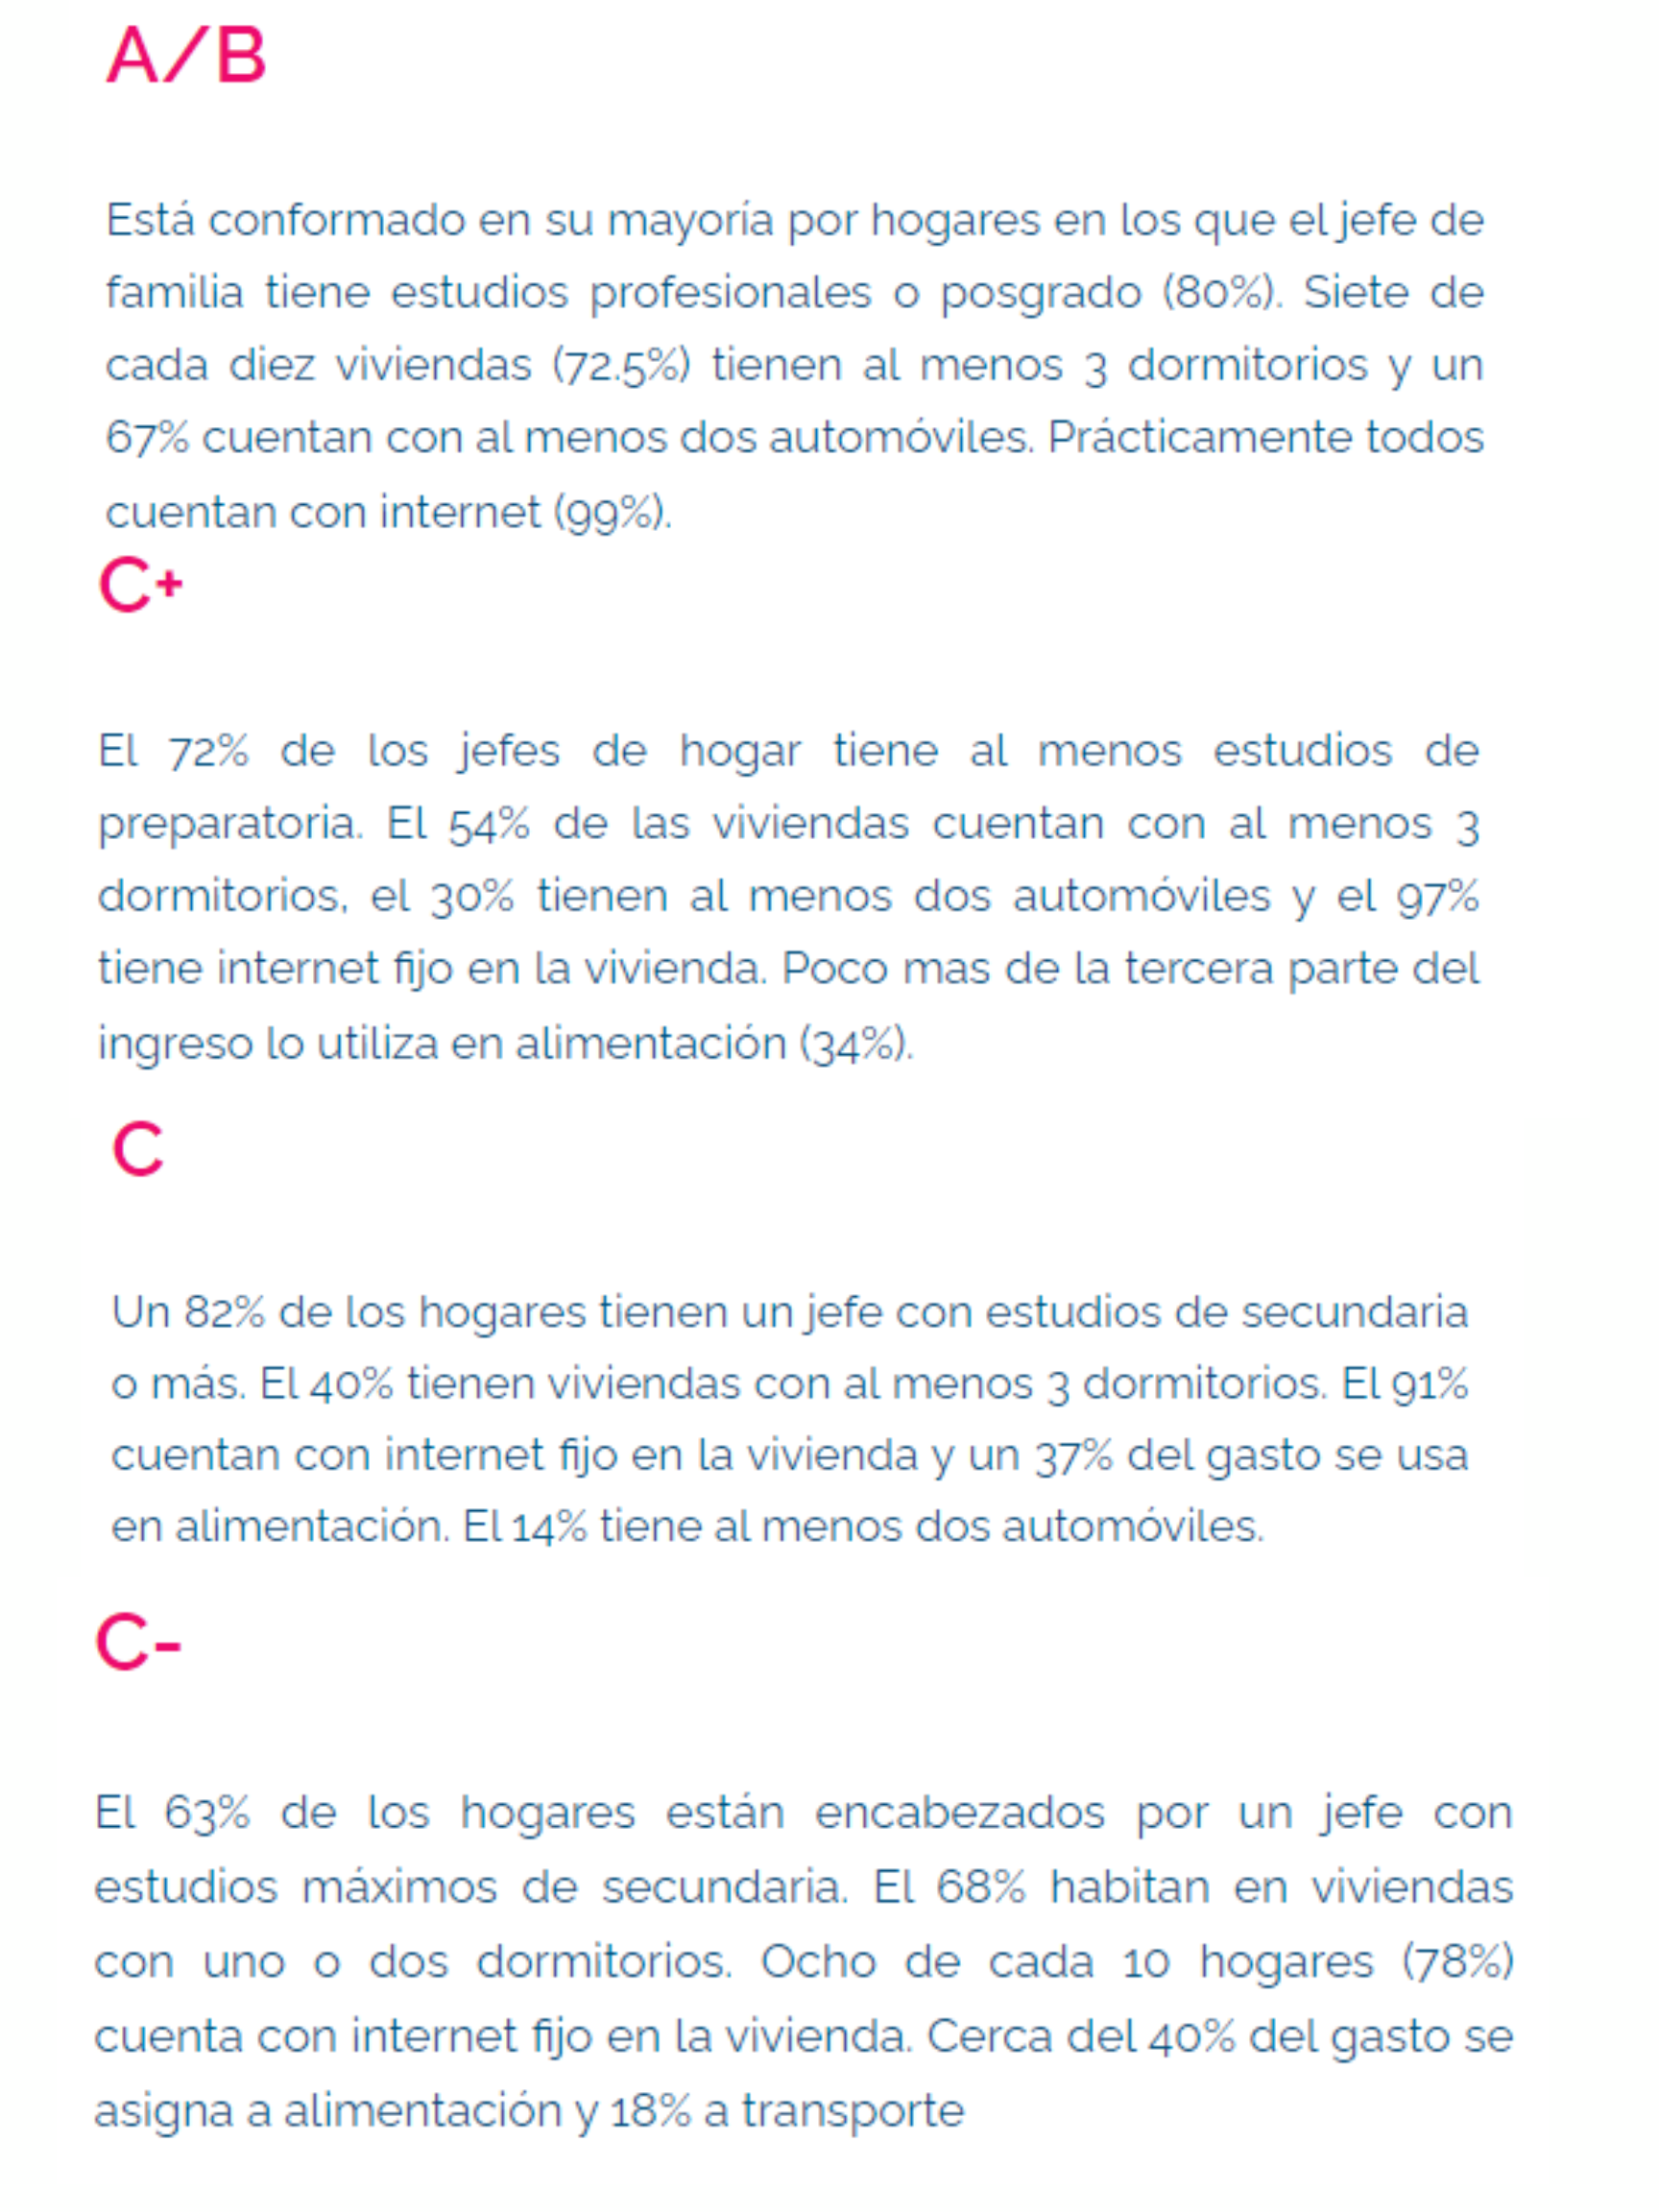 A/B
Está conformado en su mayoría por hogares en los que el jefe de
familia tiene estudios profesionales o posgrado (80%). Siete de
cada diez viviendas (72.5%) tienen al menos 3 dormitorios y un
67% cuentan con al menos dos automóviles. Prácticamente todos
cuentan con internet (99%).
C+
El 72% de los jefes de hogar tiene al menos estudios de
preparatoria. El 54% de las viviendas cuentan con al menos 3
dormitorios, el 30% tienen al menos dos automóviles y el 97%
tiene internet fijo en la vivienda. Poco mas de la tercera parte del
ingreso lo utiliza en alimentación (34%).
C
Un 82% de los hogares tienen un jefe con estudios de secundaria
o más. El 40% tienen viviendas con al menos 3 dormitorios. El 91%
cuentan con internet fijo en la vivienda y un 37% del gasto se usa
en alimentación. El 14% tiene al menos dos automóviles.
C-
El 63% de los hogares están encabezados por un jefe con
estudios máximos de secundaria. El 68% habitan en viviendas
con uno o dos dormitorios. Ocho de cada 10 hogares (78%)
cuenta con internet fijo en la vivienda. Cerca del 40% del gasto se
asigna a alimentación y 18% a transporte